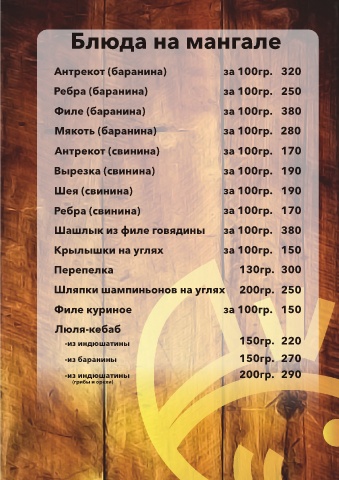 Блюда на мангале
Антрекот (баранина) за 100гр. 320
Ребра (баранина) за 100гр. 250
Филе (баранина) за 100гр. 380
Мякоть (баранина) за 100гр. 280
Антрекот (свинина) за 100гр. 170
Вырезка (свинина) за 100гр. 190
Шея (свинина) за 100гр. 190
Ребра (свинина) за 100гр. 170
Шашлык из филе говядины за 100гр. 380
Крылышки на углях за 100гр. 150
Перепелка 130гр. 300
Шляпки шампиньонов на углях 200гр. 250
Филе куриное за 100гр. 150
Люля-кебаб
-из индюшатины 150гр. 220
-из баранины 150гр. 270
-из индюшатины 200гр. 290
(грибы и орехи)